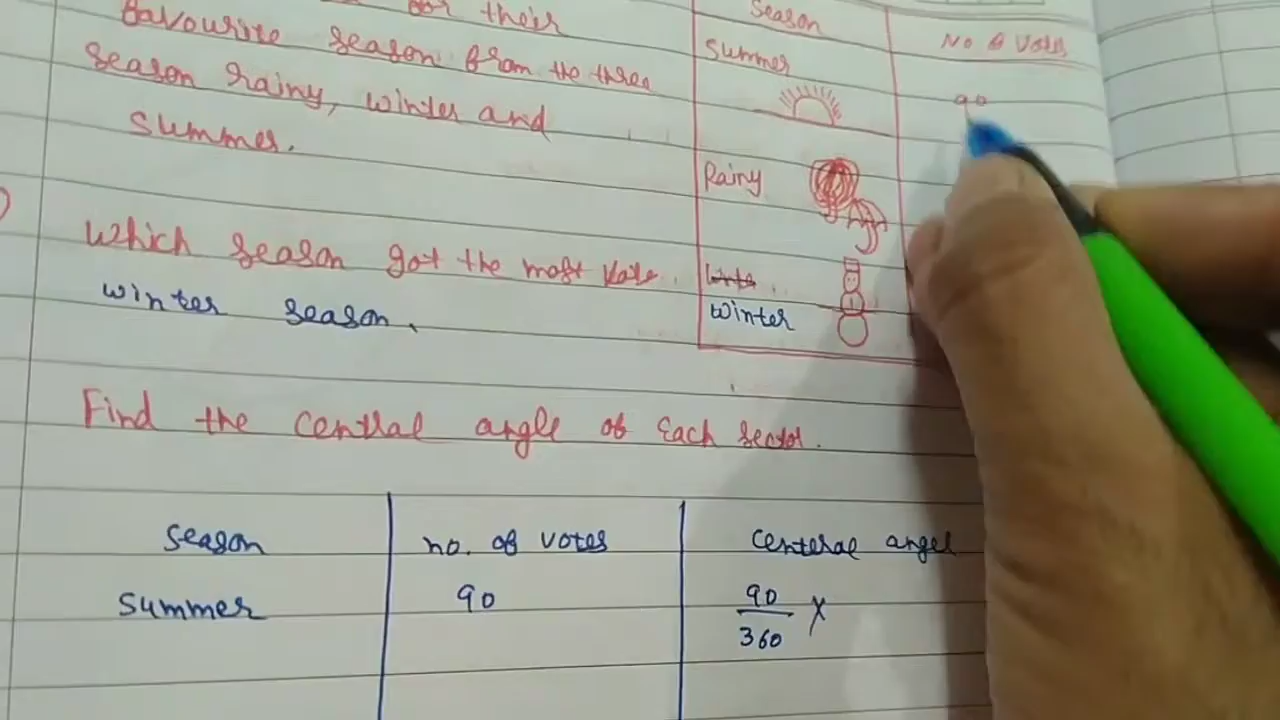 for their
favourite season from the three
season rainy, winter and
summer.
Which season got the most Vote.
winter season.
Season
No of Votes
Summer
90
Rainy
Winter
Find the central angle of Each sector.
Season no. of votes Centeral angel
Summer 90 90/360 X